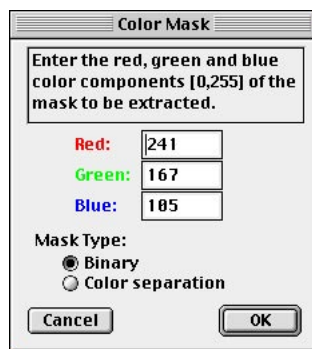 Color Mask
Enter the red, green and blue
color components [0,255] of the
mask to be extracted.
Red: 241
Green: 167
Blue: 105
Mask Type:
Binary
Color separation
Cancel OK